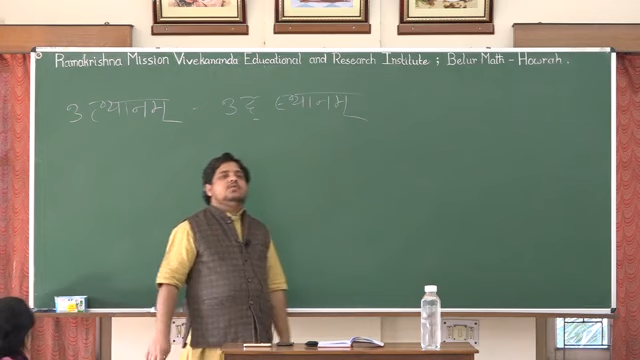 Ramakrishna Mission Vivekananda Educational and Research Institute ; Belur Math - Howrah .
उत्थानम् - उद् स्थानम्